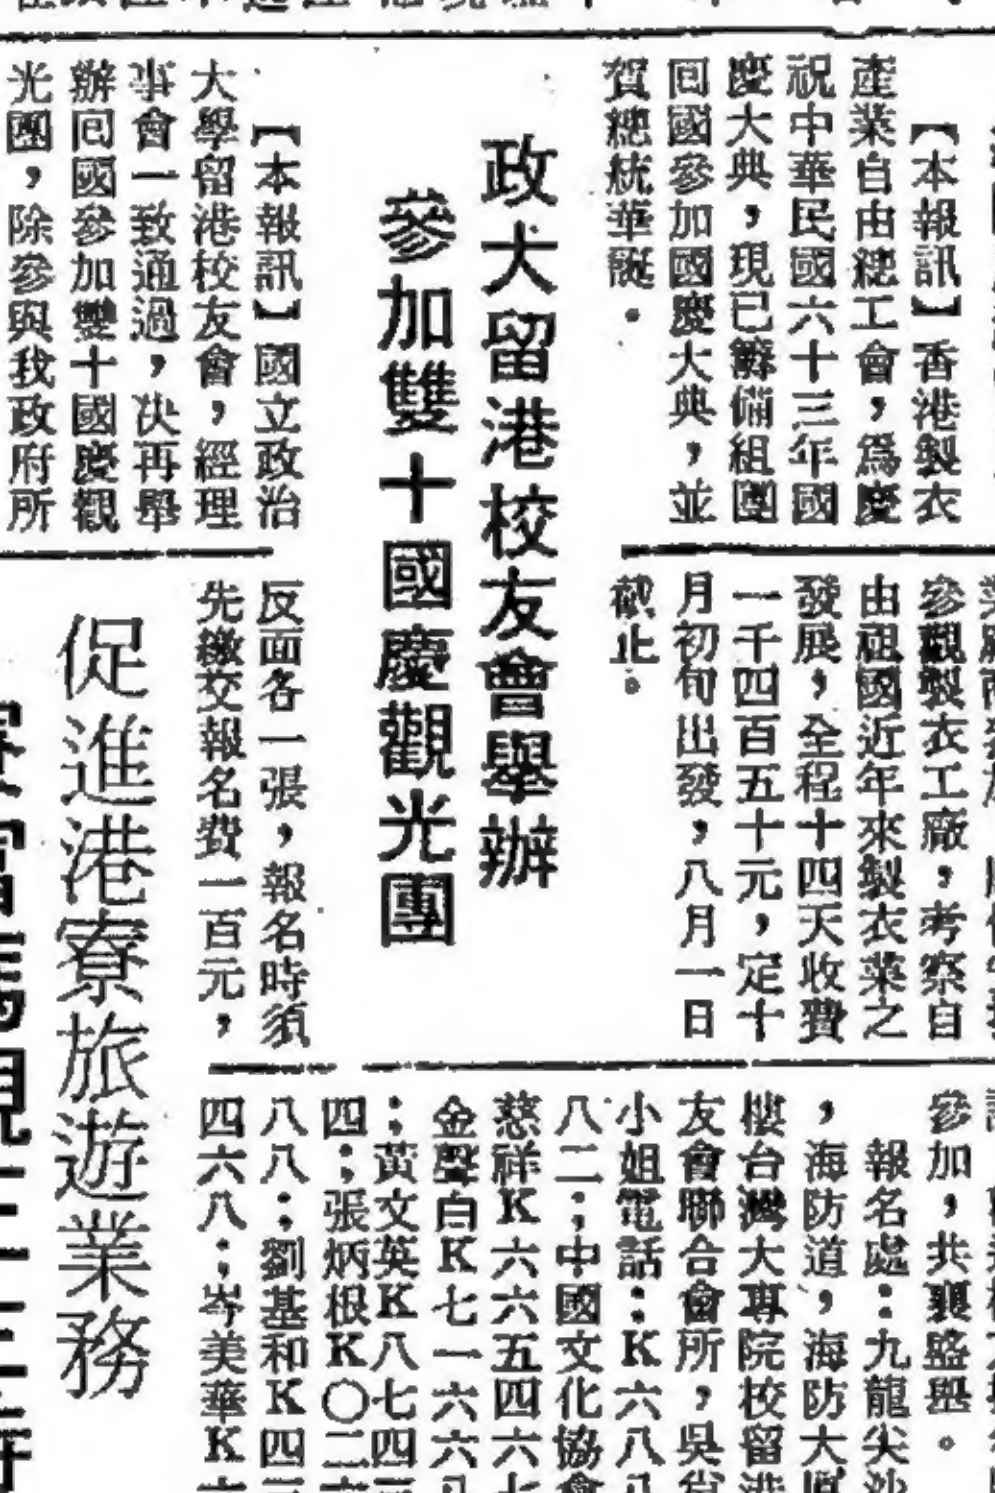 【本報訊】香港製衣
產業自由總工會，爲慶
祝中華民國六十三年國
慶大典，現已籌備組團
回國參加國慶大典，並
賀總統華誕。
政大留港校友會舉辦
參加雙十國慶觀光團
【本報訊】國立政治
大學留港校友會，經理
事會一致通過，決再舉
辦回國參加雙十國慶觀
光團，除參與我政府所
參觀製衣工廠，考察自
由祖國近年來製衣業之
發展，全程十四天收費
一千四百五十元，定十
月初旬出發，八月一日
截止。
反面各一張，報名時須
先繳交報名費一百元，
促進港寮旅遊業務
參加，共襄盛舉。
報名處：九龍尖沙
，海防道，海防大廈
樓台灣大專院校留港
友會聯合會所，吳
小姐電話：K六八八
八二；中國文化協會
慈祥K六六五四六七
金聖白K七一六六八
；黃文英K八七四
四；張炳根K〇二
八八：劉基和K四
四六八；岑美華K